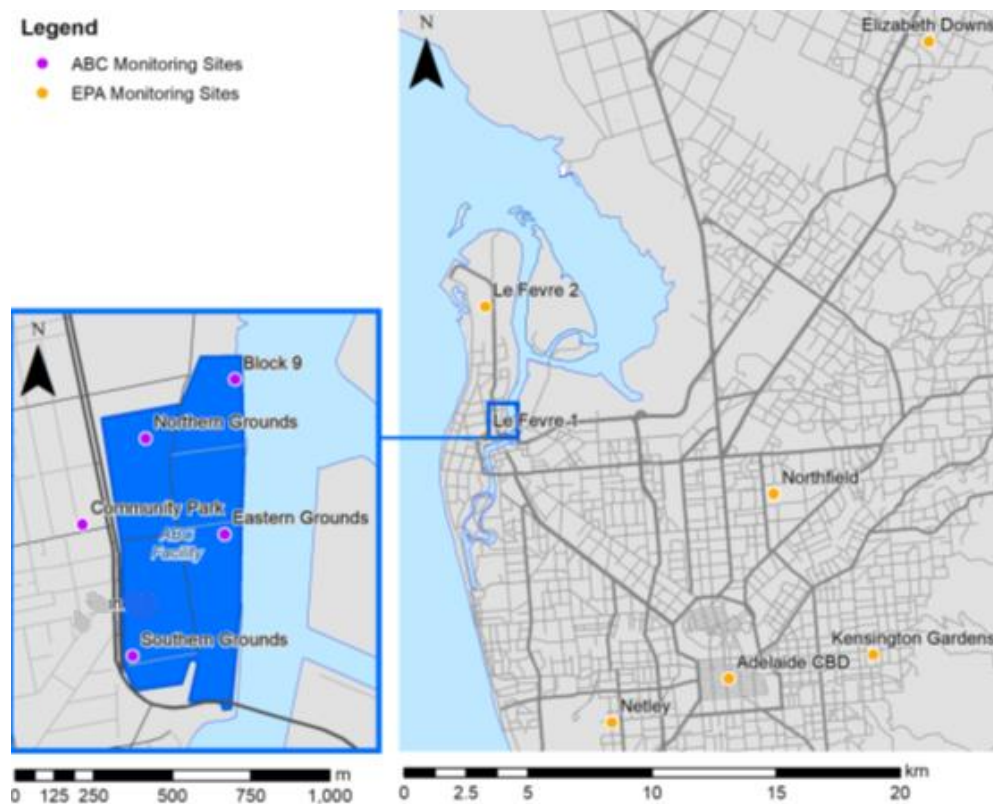 Legend
ABC Monitoring Sites
EPA Monitoring Sites
N
Elizabeth Downs
Le Fevre 2
Le Fevre 1
Northfield
Kensington Gardens
Adelaide CBD
Netley
N
Block 9
Northern Grounds
Community Park
Eastern Grounds
ABC
Facility
Southern Grounds
0 125 250 500 750 1,000 m
0 2.5 5 10 15 20 km